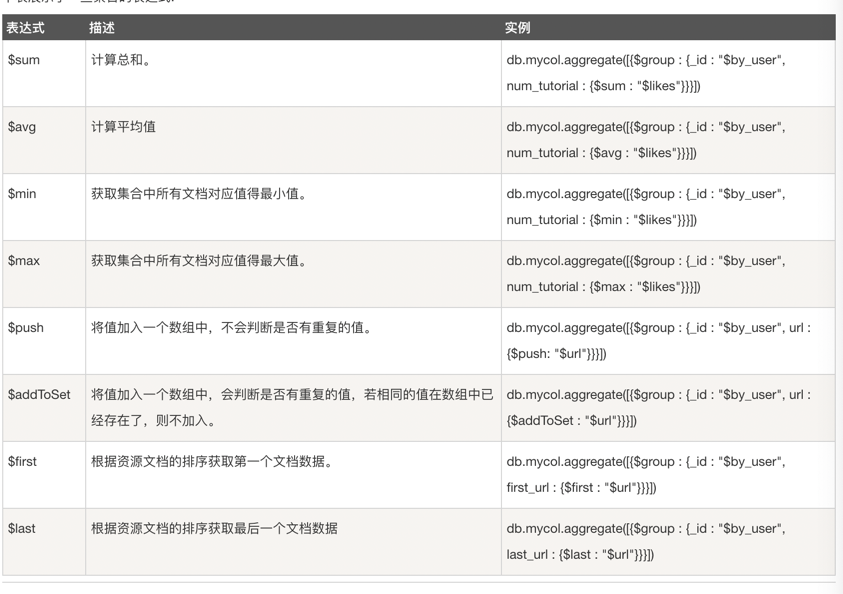 表达式 描述 实例
$sum 计算总和。 db.mycol.aggregate([{$group : {_id : "$by_user",
num_tutorial : {$sum : "$likes"}}}])
$avg 计算平均值 db.mycol.aggregate([{$group : {_id : "$by_user",
num_tutorial : {$avg : "$likes"}}}])
$min 获取集合中所有文档对应值得最小值。 db.mycol.aggregate([{$group : {_id : "$by_user",
num_tutorial : {$min : "$likes"}}}])
$max 获取集合中所有文档对应值得最大值。 db.mycol.aggregate([{$group : {_id : "$by_user",
num_tutorial : {$max : "$likes"}}}])
$push 将值加入一个数组中，不会判断是否有重复的值。 db.mycol.aggregate([{$group : {_id : "$by_user", url :
{$push: "$url"}}}])
$addToSet 将值加入一个数组中，会判断是否有重复的值，若相同的值在数组中已 db.mycol.aggregate([{$group : {_id : "$by_user", url :
经存在了，则不加入。 {$addToSet : "$url"}}}])
$first 根据资源文档的排序获取第一个文档数据。 db.mycol.aggregate([{$group : {_id : "$by_user",
first_url : {$first : "$url"}}}])
$last 根据资源文档的排序获取最后一个文档数据 db.mycol.aggregate([{$group : {_id : "$by_user",
last_url : {$last : "$url"}}}])